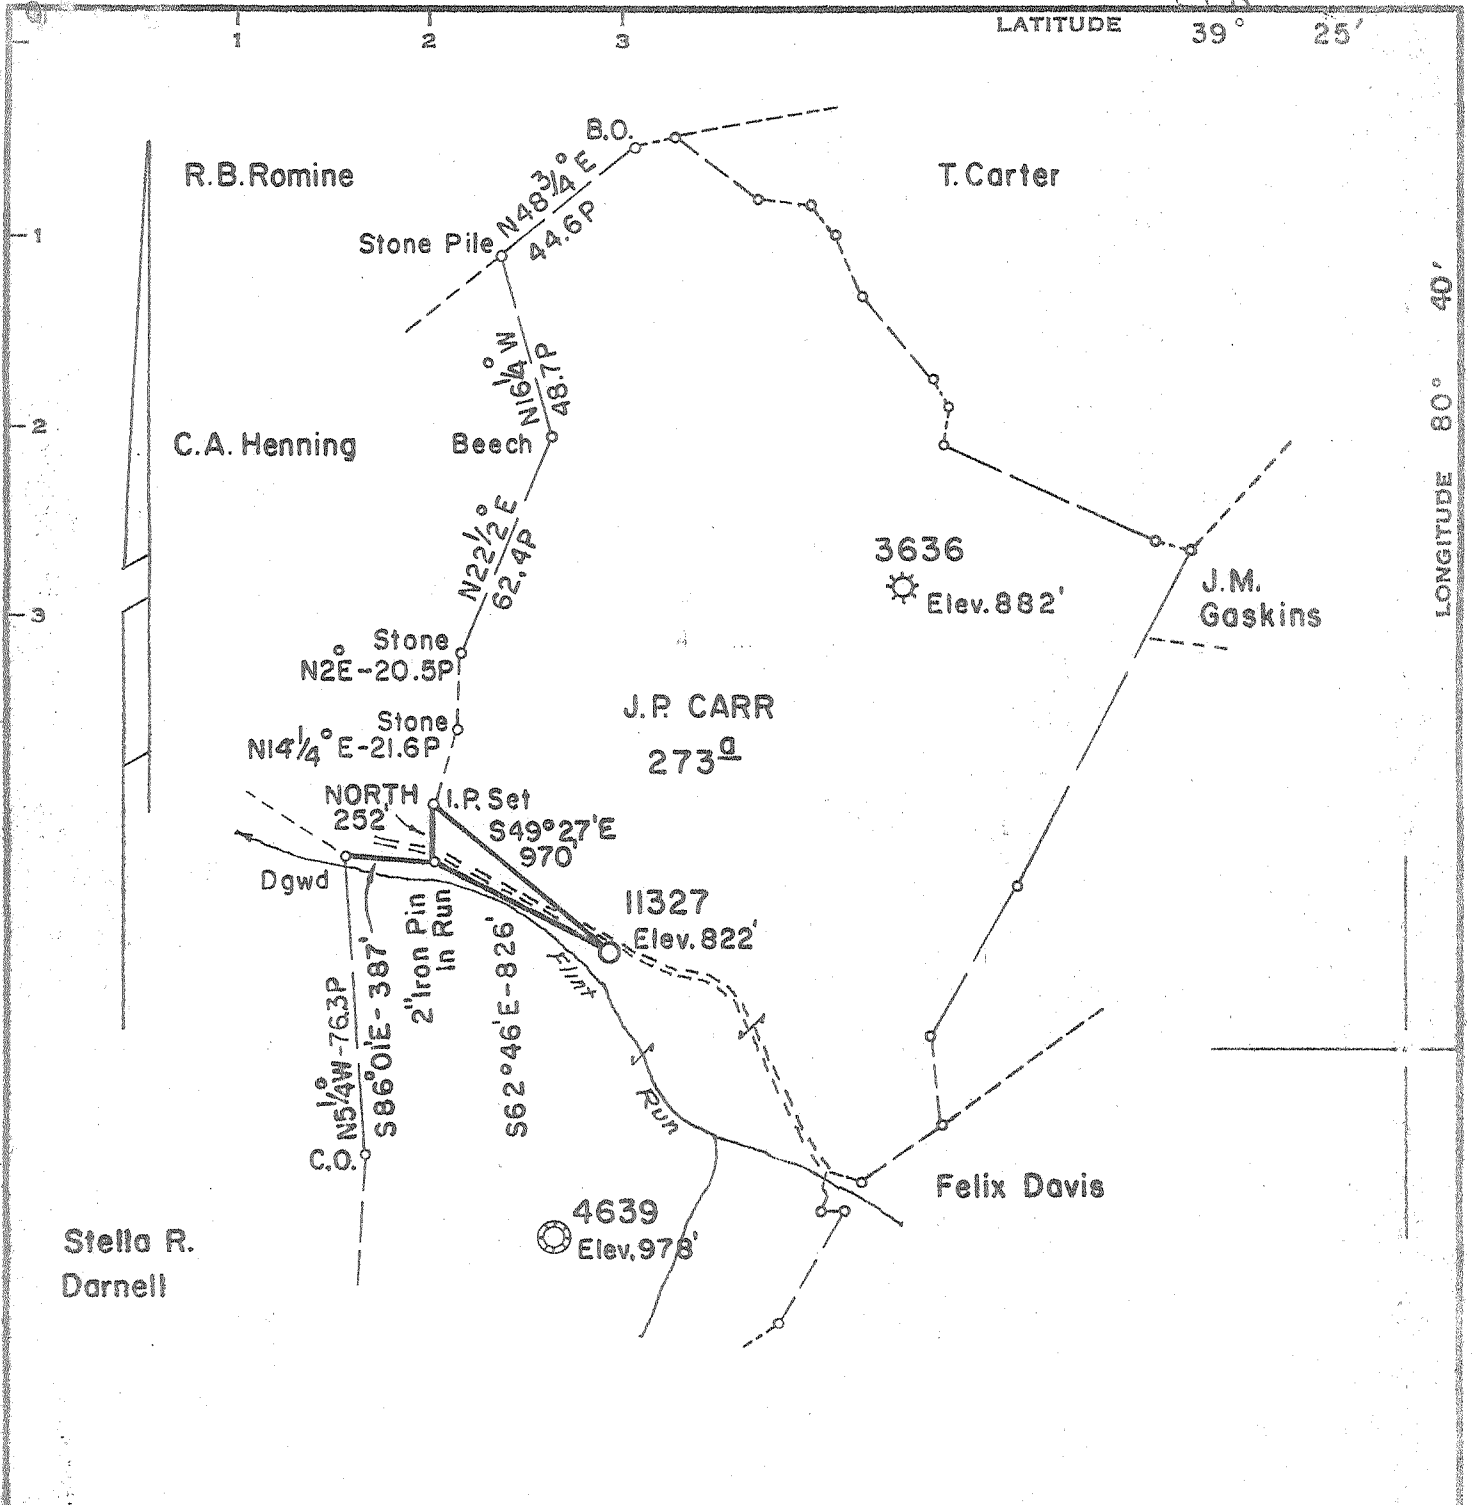 LATITUDE 39° 25'
1 2 3
B.O.
R.B.Romine
N48 3/4° E
44.6P
T. Carter
1
Stone Pile
LONGITUDE 80° 40'
N16 1/4° W
48.7P
2
C.A. Henning
Beech
N22 1/2° E
62.4P
3636
Elev. 882'
J.M.
Gaskins
3
Stone
N2°E-20.5P
J.P. CARR
273a
Stone
N14 1/4° E-21.6P
NORTH
252'
I.P. Set
S49°27'E
970'
Dgwd
11327
Elev. 822'
2" Iron Pin
In Run
S62°46'E-826'
S86°01'E-387'
N5 1/4°W-76.3P
Flint
Run
C.O.
Felix Davis
4639
Elev. 978'
Stella R.
Darnell